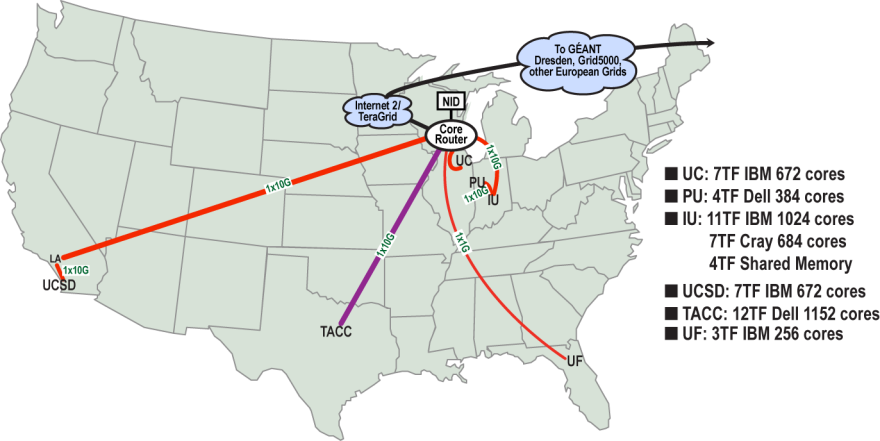 To GÉANT
Dresden, Grid5000,
other European Grids
Internet 2/
TeraGrid
NID
Core
Router
UC
1x10G
PU
1x10G
IU
1x10G
LA
1x10G
UCSD
1x10G
TACC
1x1G
UF
UC: 7TF IBM 672 cores
PU: 4TF Dell 384 cores
IU: 11TF IBM 1024 cores
7TF Cray 684 cores
4TF Shared Memory
UCSD: 7TF IBM 672 cores
TACC: 12TF Dell 1152 cores
UF: 3TF IBM 256 cores